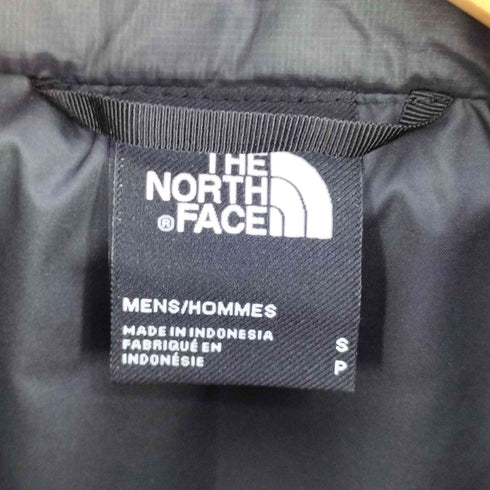 THE
NORTH
®FACE
MENS/HOMMES
MADE IN INDONESIA
FABRIQUÉ EN
INDONÉSIE
S
P